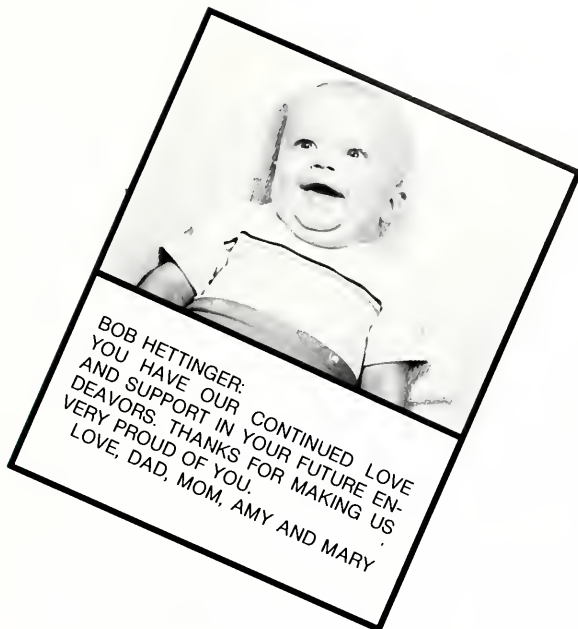 BOB HETTINGER:
YOU HAVE OUR CONTINUED LOVE
AND SUPPORT IN YOUR FUTURE EN-
DEAVORS. THANKS FOR MAKING US
VERY PROUD OF YOU.
LOVE, DAD, MOM, AMY AND MARY